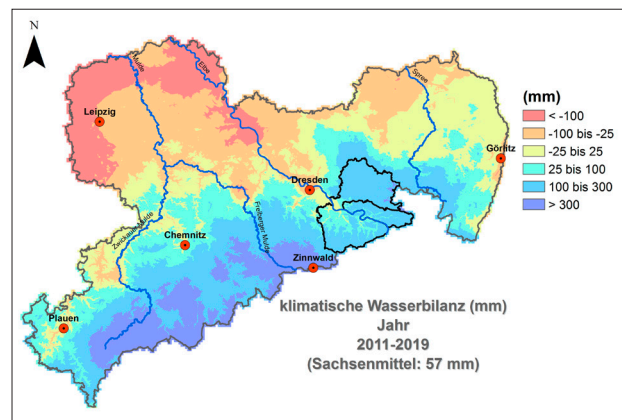 N
Mulde
Elbe
Spree
Leipzig
(mm)
< -100
-100 bis -25
-25 bis 25
25 bis 100
100 bis 300
> 300
Görlitz
Dresden
Zwickauer Mulde
Freiberger Mulde
Chemnitz
Zinnwald
Plauen
klimatische Wasserbilanz (mm)
Jahr
2011-2019
(Sachsenmittel: 57 mm)